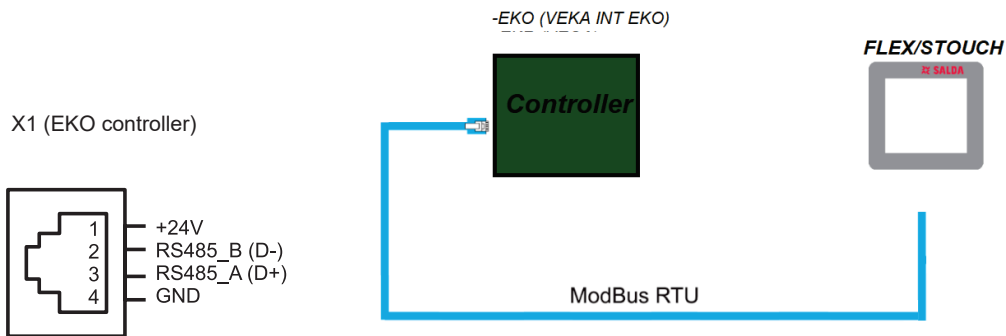 -EKO (VEKA INT EKO)
FLEX/STOUCH
SALDA
Controller
X1 (EKO controller)
1 +24V
2 RS485_B (D-)
3 RS485_A (D+)
4 GND
ModBus RTU